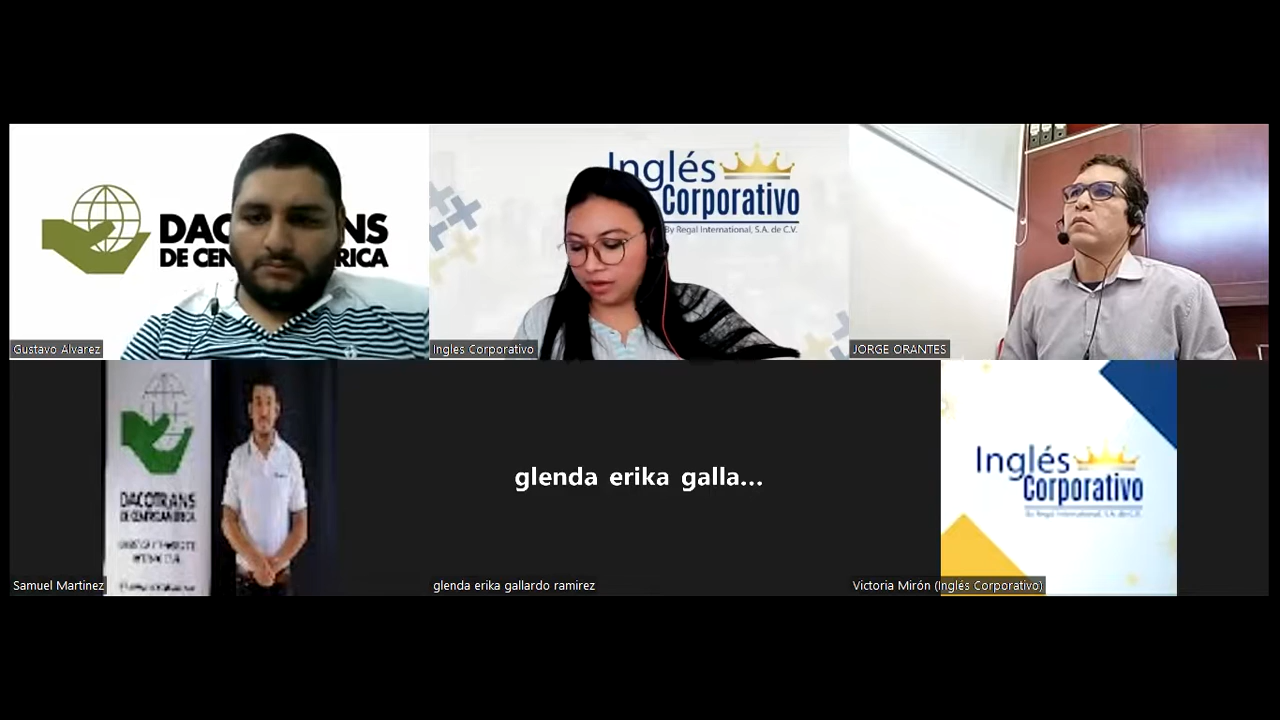 DACOTRANS
DE CENTROAMÉRICA
Gustavo Alvarez
Inglés
Corporativo
By Regal International, S.A. de C.V.
Ingles Corporativo
JORGE ORANTES
DACOTRANS
DE CENTROAMERICA
Samuel Martinez
glenda erika galla...
glenda erika gallardo ramirez
Inglés
Corporativo
By Regal International, S.A. de C.V.
Victoria Mirón (Inglés Corporativo)